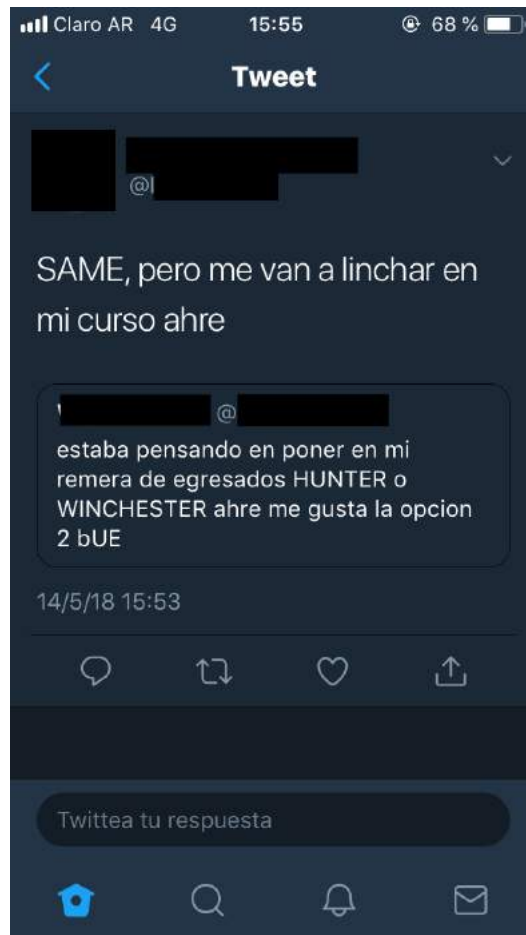 Claro AR 4G 15:55 68 %
Tweet
@
SAME, pero me van a linchar en
mi curso ahre
@
estaba pensando en poner en mi
remera de egresados HUNTER o
WINCHESTER ahre me gusta la opcion
2 bUE
14/5/18 15:53
Twittea tu respuesta